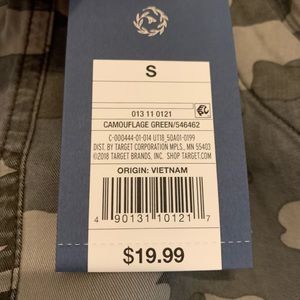 S
013 11 0121
CAMOUFLAGE GREEN/546462
C-000444-01-014 UT18_5DA01-0199
DIST. BY TARGET CORPORATION MPLS., MN 55403
©2018 TARGET BRANDS, INC. SHOP TARGET.COM
ORIGIN: VIETNAM
4 90131 10121 7
$19.99